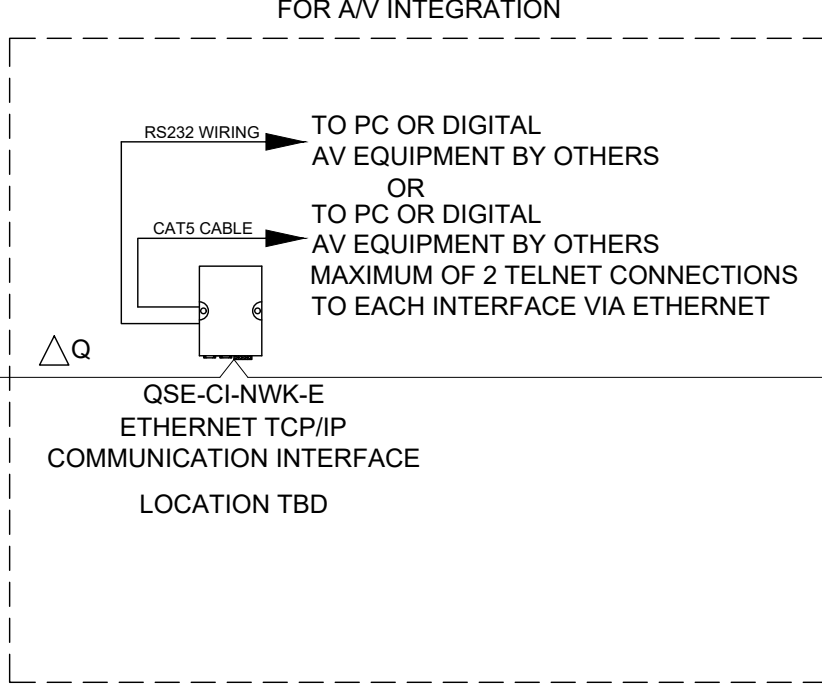 FOR A/V INTEGRATION
RS232 WIRING
TO PC OR DIGITAL
AV EQUIPMENT BY OTHERS
OR
CAT5 CABLE
TO PC OR DIGITAL
AV EQUIPMENT BY OTHERS
MAXIMUM OF 2 TELNET CONNECTIONS
TO EACH INTERFACE VIA ETHERNET
Q
QSE-CI-NWK-E
ETHERNET TCP/IP
COMMUNICATION INTERFACE
LOCATION TBD